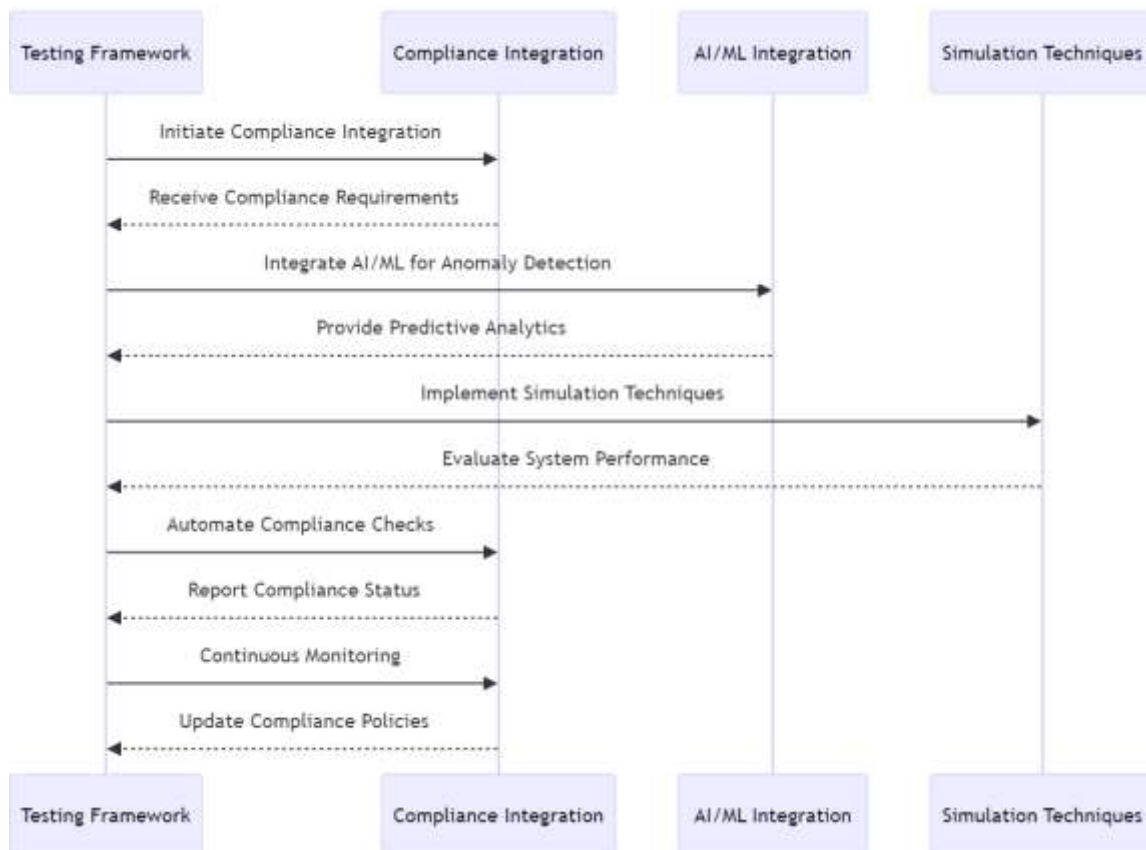 Testing Framework
Compliance Integration
AI/ML Integration
Simulation Techniques
Initiate Compliance Integration
Receive Compliance Requirements
Integrate AI/ML for Anomaly Detection
Provide Predictive Analytics
Implement Simulation Techniques
Evaluate System Performance
Automate Compliance Checks
Report Compliance Status
Continuous Monitoring
Update Compliance Policies
Testing Framework
Compliance Integration
AI/ML Integration
Simulation Techniques